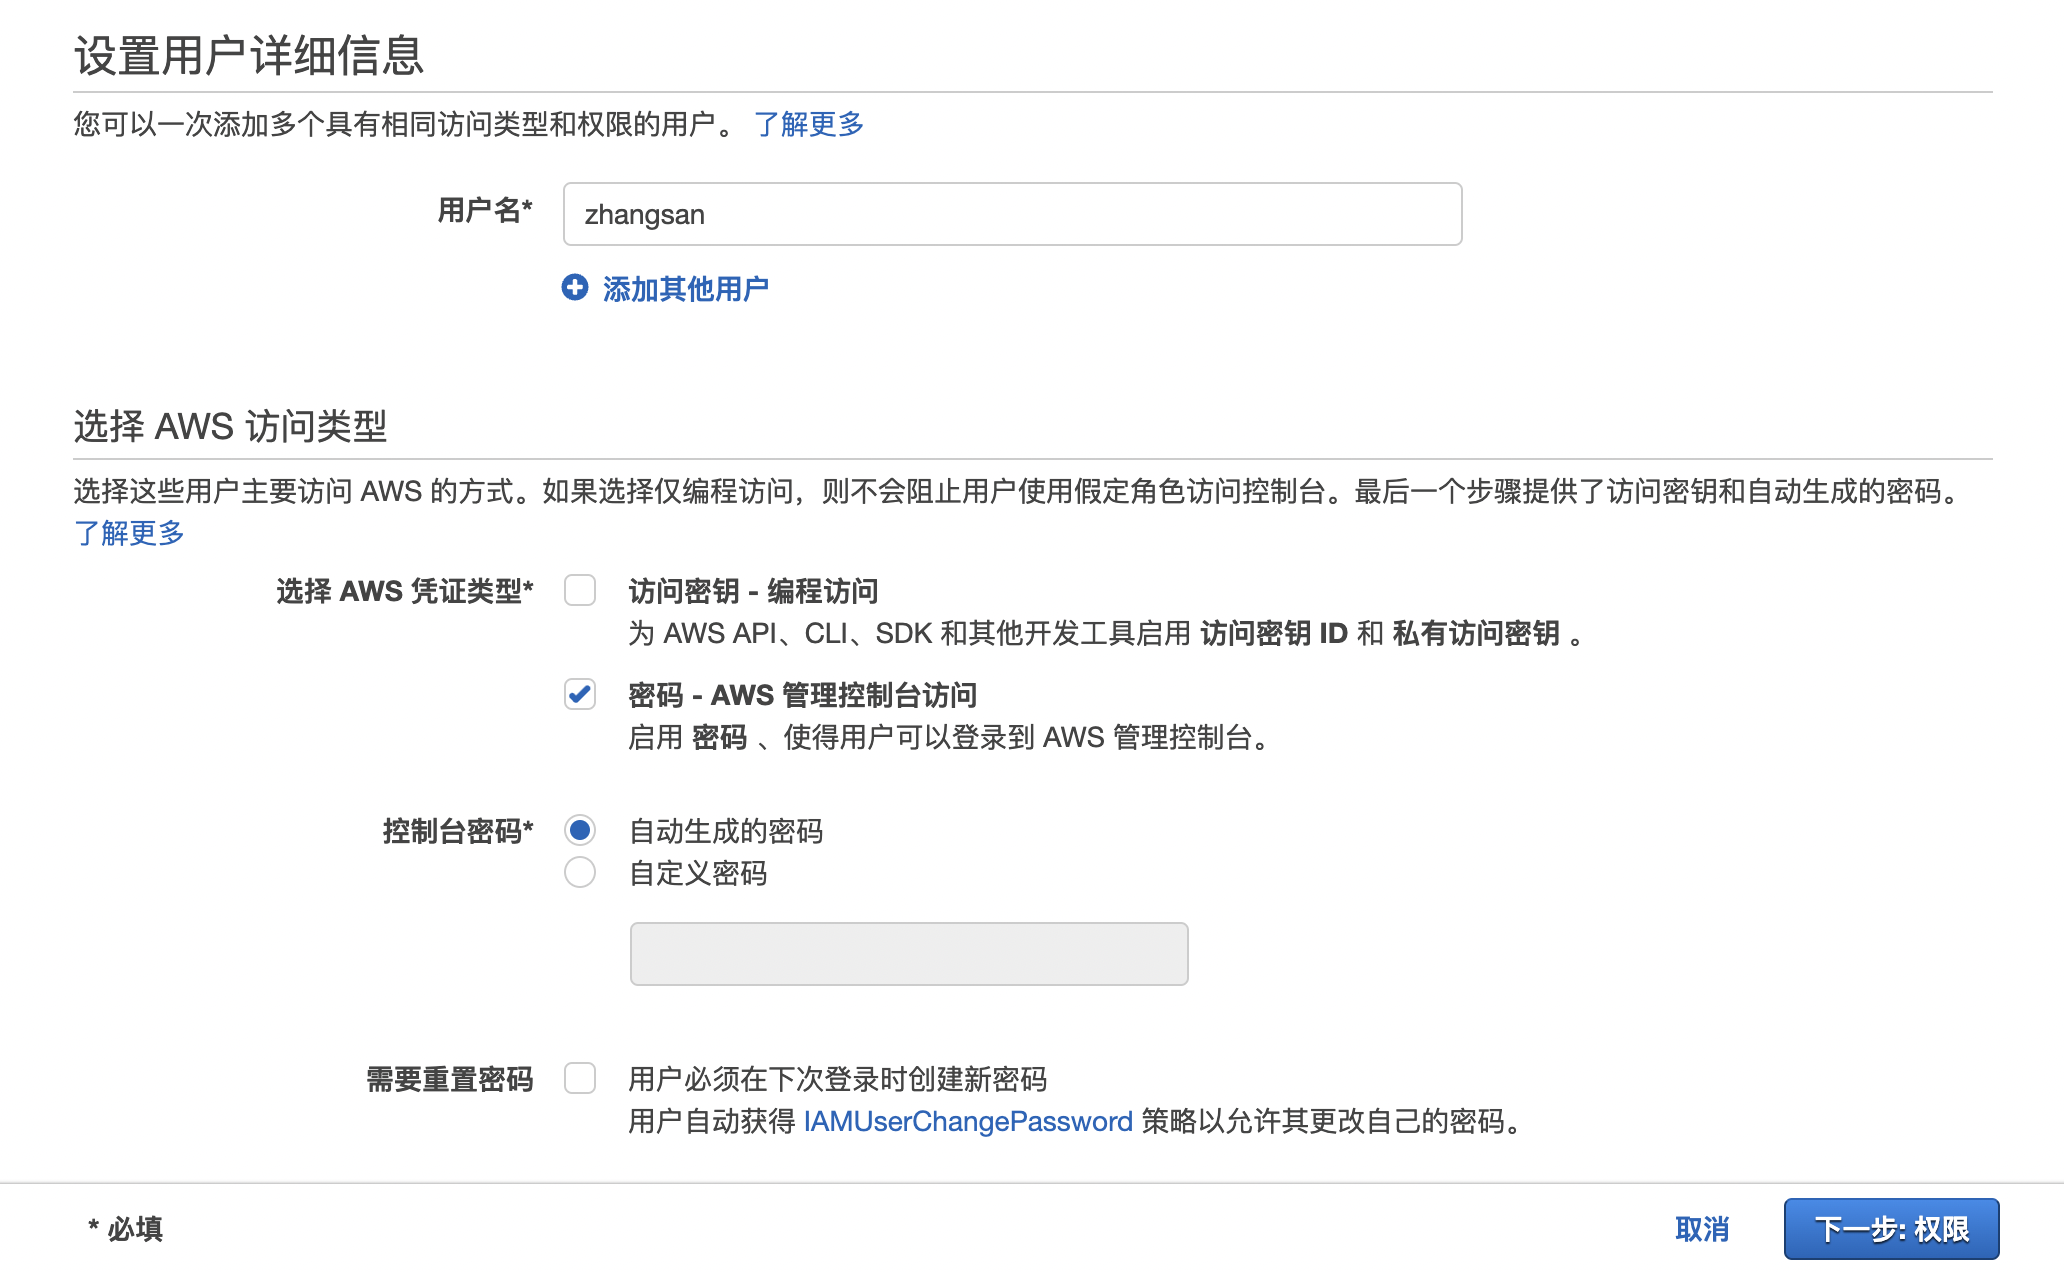 设置用户详细信息
您可以一次添加多个具有相同访问类型和权限的用户。 了解更多
用户名* zhangsan
添加其他用户
选择 AWS 访问类型
选择这些用户主要访问 AWS 的方式。如果选择仅编程访问，则不会阻止用户使用假定角色访问控制台。最后一个步骤提供了访问密钥和自动生成的密码。
了解更多
选择 AWS 凭证类型* 访问密钥 - 编程访问
为 AWS API、CLI、SDK 和其他开发工具启用 访问密钥 ID 和 私有访问密钥 。
密码 - AWS 管理控制台访问
启用 密码 、使得用户可以登录到 AWS 管理控制台。
控制台密码* 自动生成的密码
自定义密码
需要重置密码 用户必须在下次登录时创建新密码
用户自动获得 IAMUserChangePassword 策略以允许其更改自己的密码。
* 必填 取消 下一步: 权限